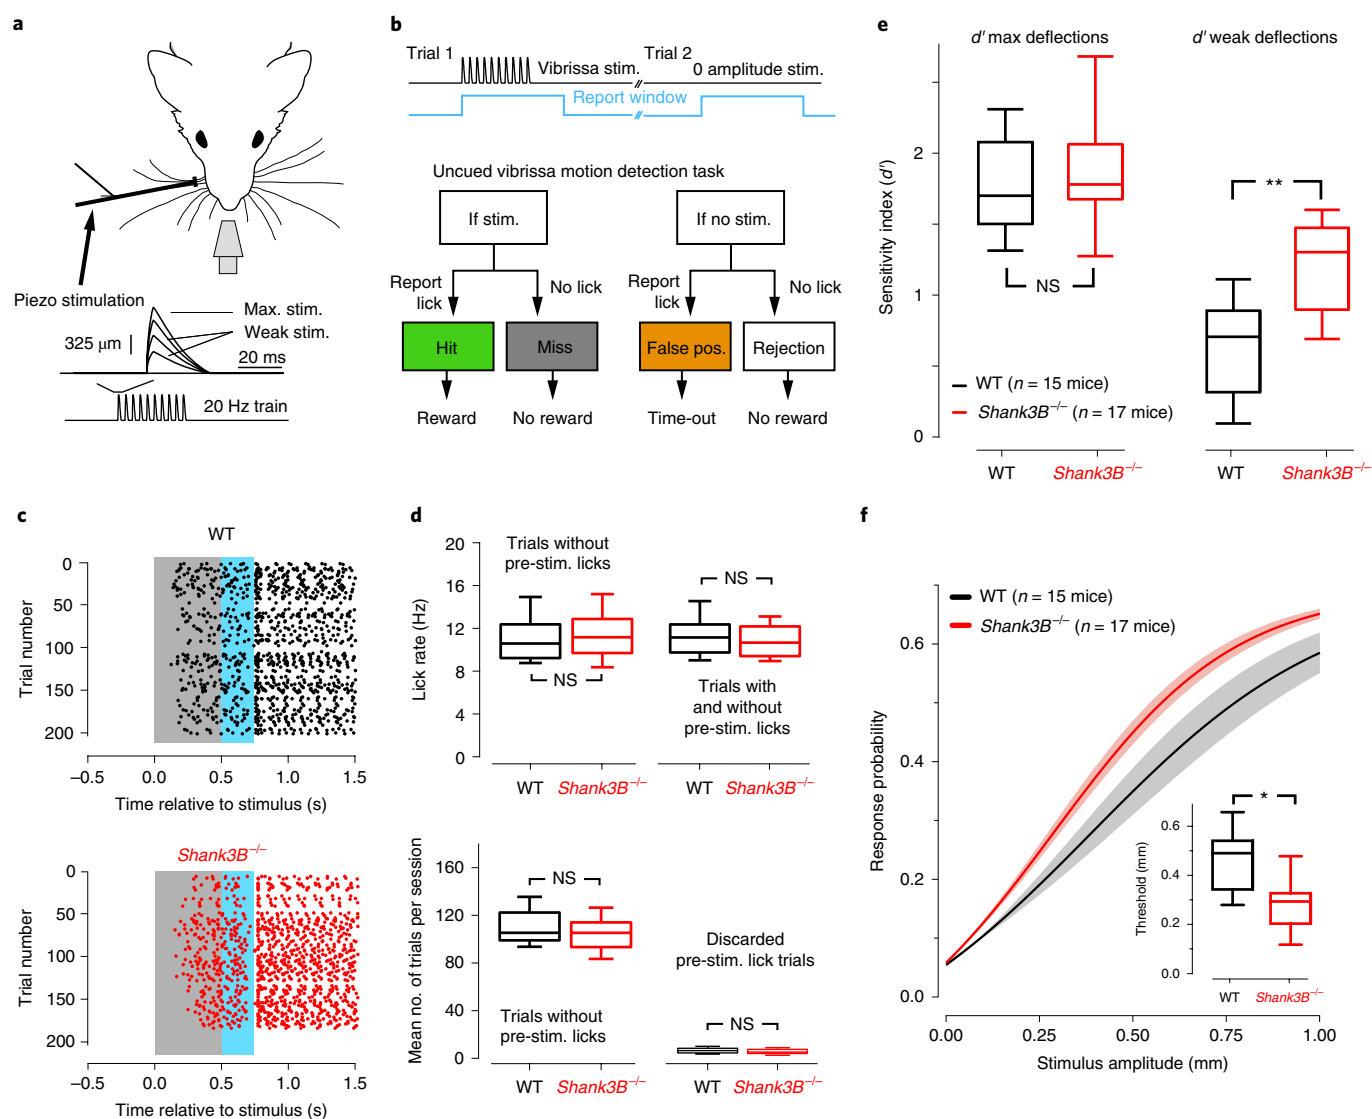 a
Piezo stimulation
Max. stim.
Weak stim.
325 μm
20 ms
20 Hz train
b
Trial 1
Vibrissa stim.
Trial 2
0 amplitude stim.
Report window
Uncued vibrissa motion detection task
If stim.
If no stim.
Report
lick
No lick
Report
lick
No lick
Hit
Miss
False pos.
Rejection
Reward
No reward
Time-out
No reward
c
WT
Trial number
0
50
100
150
200
–0.5
0.0
0.5
1.0
1.5
Time relative to stimulus (s)
Shank3B–/–
Trial number
0
50
100
150
200
–0.5
0.0
0.5
1.0
1.5
Time relative to stimulus (s)
d
Lick rate (Hz)
20
16
12
8
4
0
Trials without
pre-stim. licks
NS
NS
Trials with
and without
pre-stim. licks
WT
Shank3B–/–
WT
Shank3B–/–
Mean no. of trials per session
160
120
80
40
0
NS
Trials without
pre-stim. licks
Discarded
pre-stim. lick trials
NS
WT
Shank3B–/–
WT
Shank3B–/–
e
d′ max deflections
d′ weak deflections
Sensitivity index (d′)
2
1
0
NS
**
WT (n = 15 mice)
Shank3B–/– (n = 17 mice)
WT
Shank3B–/–
WT
Shank3B–/–
f
WT (n = 15 mice)
Shank3B–/– (n = 17 mice)
Response probability
0.6
0.4
0.2
0.0
0.00
0.25
0.50
0.75
1.00
Stimulus amplitude (mm)
Threshold (mm)
0.6
0.4
0.2
0.0
*
WT
Shank3B–/–